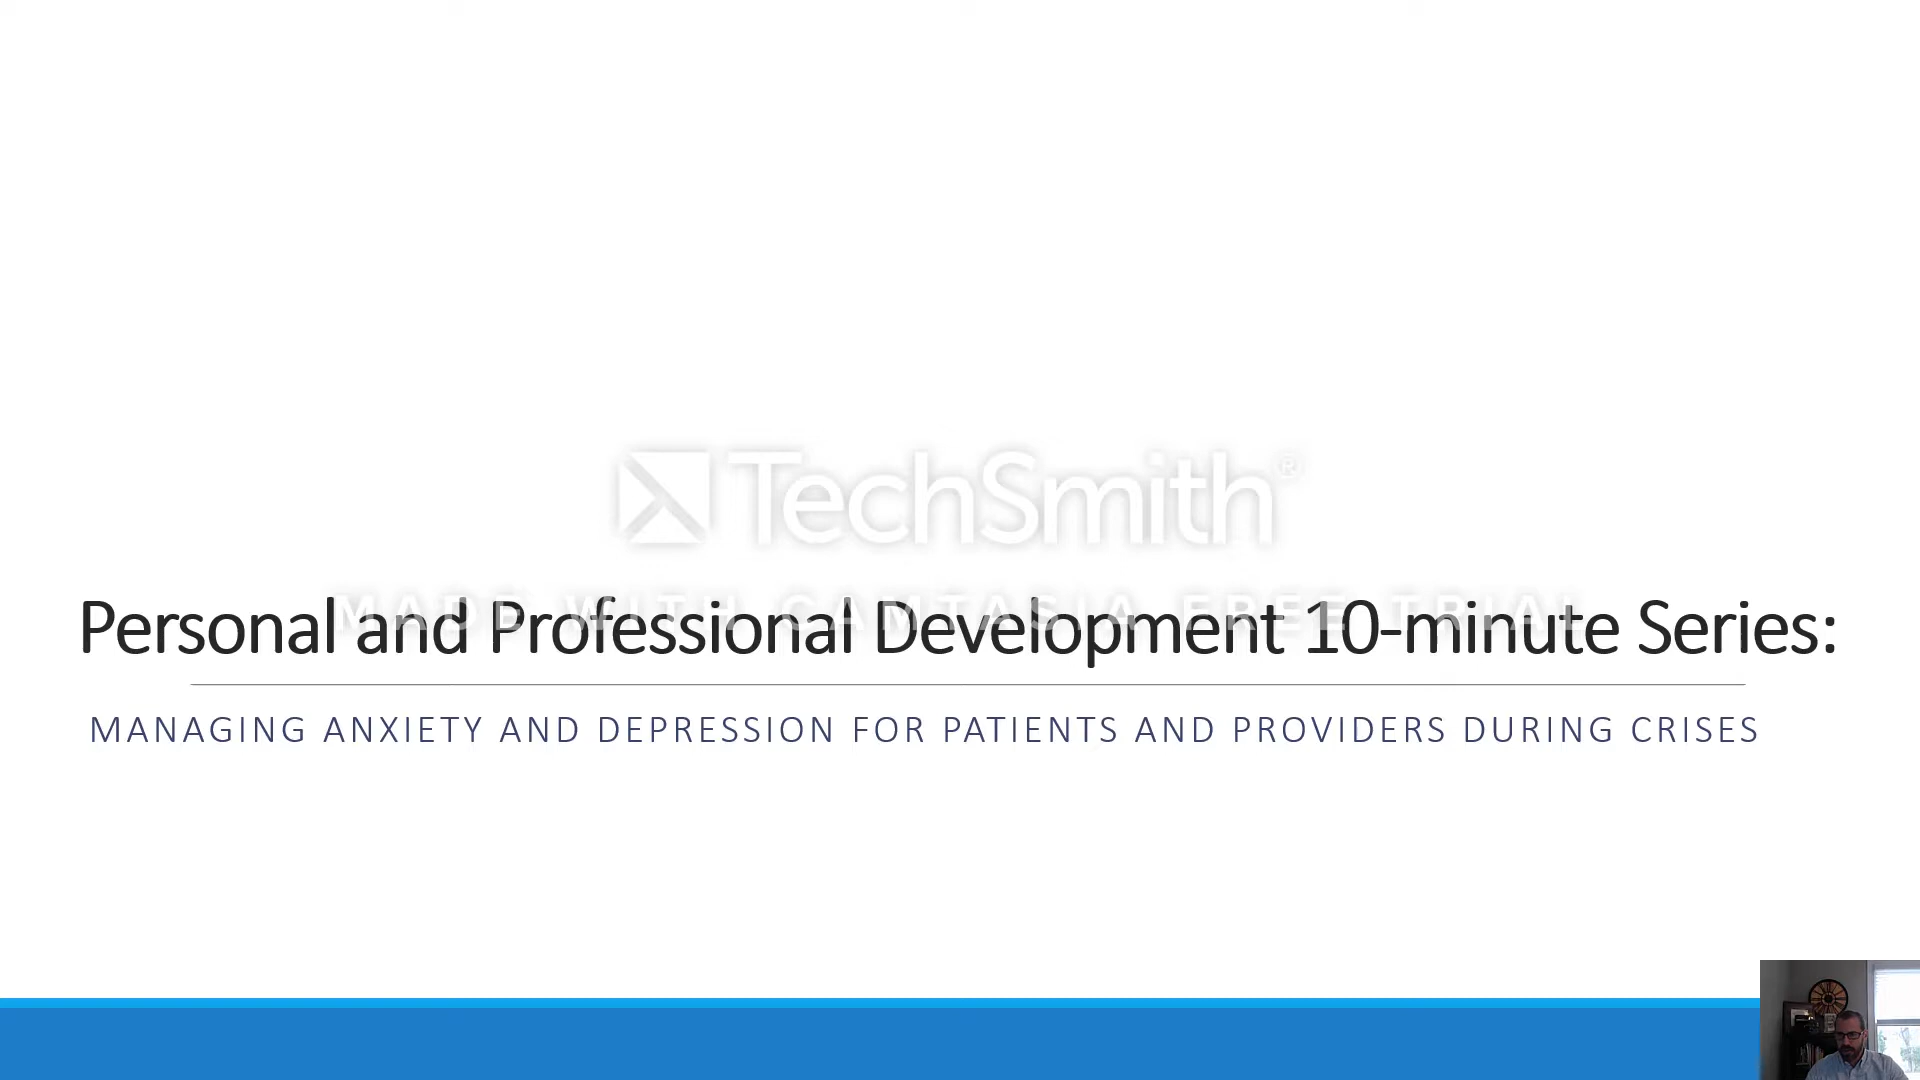 TechSmith®
MADE WITH CAMTASIA FREE TRIAL
Personal and Professional Development 10-minute Series:
MANAGING ANXIETY AND DEPRESSION FOR PATIENTS AND PROVIDERS DURING CRISES